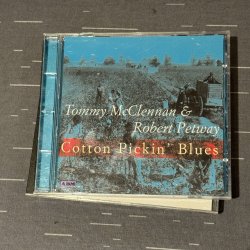 Tommy McClennan &
Robert Petway
Cotton Pickin' Blues